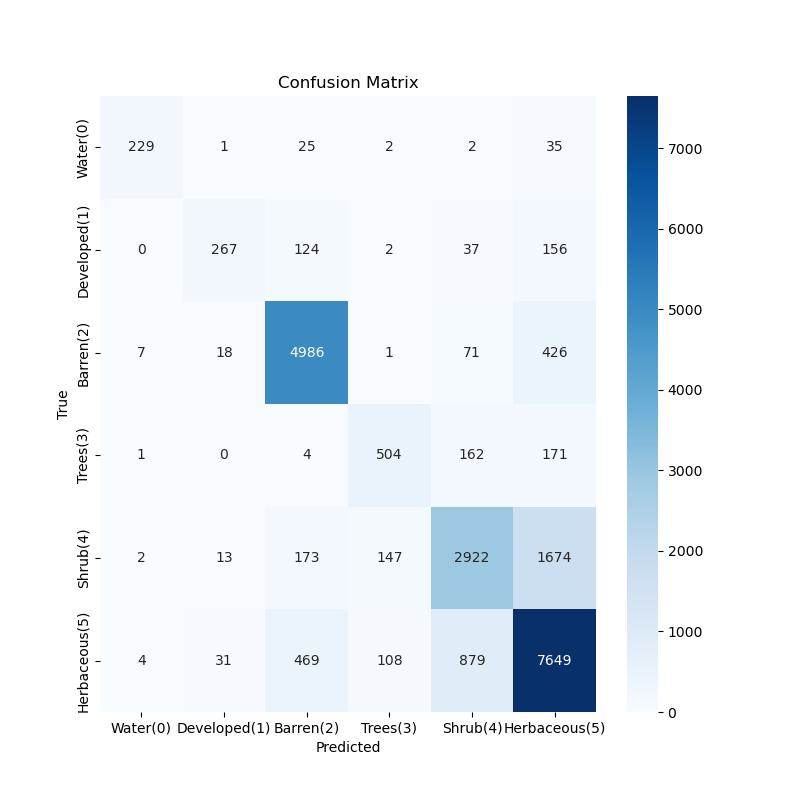 Confusion Matrix
Water(0) 229 1 25 2 2 35
Developed(1) 0 267 124 2 37 156
Barren(2) 7 18 4986 1 71 426
Trees(3) 1 0 4 504 162 171
Shrub(4) 2 13 173 147 2922 1674
Herbaceous(5) 4 31 469 108 879 7649
Water(0) Developed(1) Barren(2) Trees(3) Shrub(4) Herbaceous(5)
Predicted
True
7000
6000
5000
4000
3000
2000
1000
0